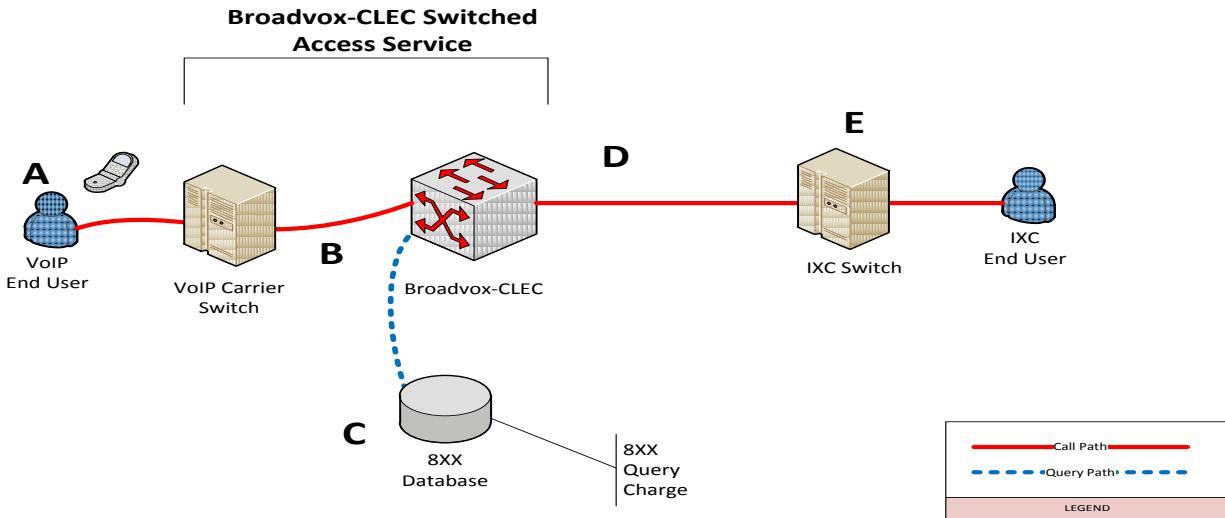 Broadvox-CLEC Switched
Access Service
A
B
C
D
E
VoIP
End User
VoIP Carrier
Switch
Broadvox-CLEC
IXC Switch
IXC
End User
8XX
Database
8XX
Query
Charge
Call Path
Query Path
LEGEND